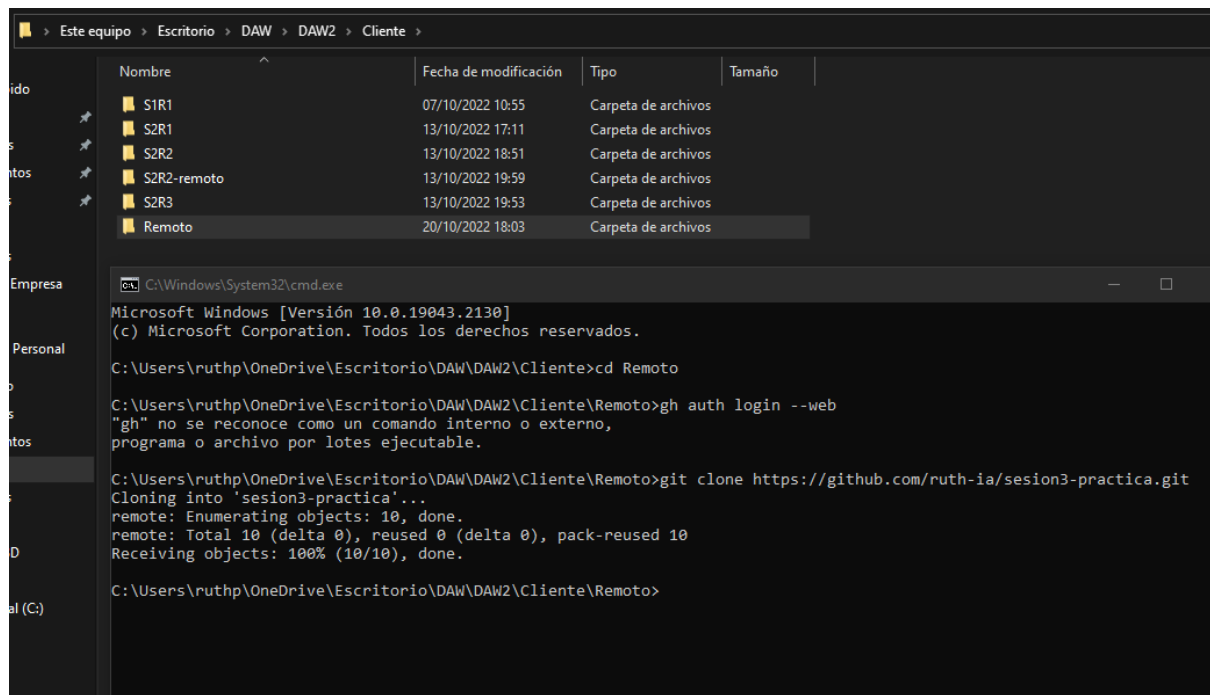 Este equipo > Escritorio > DAW > DAW2 > Cliente >
Nombre Fecha de modificación Tipo Tamaño
S1R1 07/10/2022 10:55 Carpeta de archivos
S2R1 13/10/2022 17:11 Carpeta de archivos
S2R2 13/10/2022 18:51 Carpeta de archivos
S2R2-remoto 13/10/2022 19:59 Carpeta de archivos
S2R3 13/10/2022 19:53 Carpeta de archivos
Remoto 20/10/2022 18:03 Carpeta de archivos
ido
s
ntos
s
s
Empresa
Personal
o
s
ntos
s
D
al (C:)
C:\Windows\System32\cmd.exe
Microsoft Windows [Versión 10.0.19043.2130]
(c) Microsoft Corporation. Todos los derechos reservados.
C:\Users\ruthp\OneDrive\Escritorio\DAW\DAW2\Cliente>cd Remoto
C:\Users\ruthp\OneDrive\Escritorio\DAW\DAW2\Cliente\Remoto>gh auth login --web
"gh" no se reconoce como un comando interno o externo,
programa o archivo por lotes ejecutable.
C:\Users\ruthp\OneDrive\Escritorio\DAW\DAW2\Cliente\Remoto>git clone https://github.com/ruth-ia/sesion3-practica.git
Cloning into 'sesion3-practica'...
remote: Enumerating objects: 10, done.
remote: Total 10 (delta 0), reused 0 (delta 0), pack-reused 10
Receiving objects: 100% (10/10), done.
C:\Users\ruthp\OneDrive\Escritorio\DAW\DAW2\Cliente\Remoto>